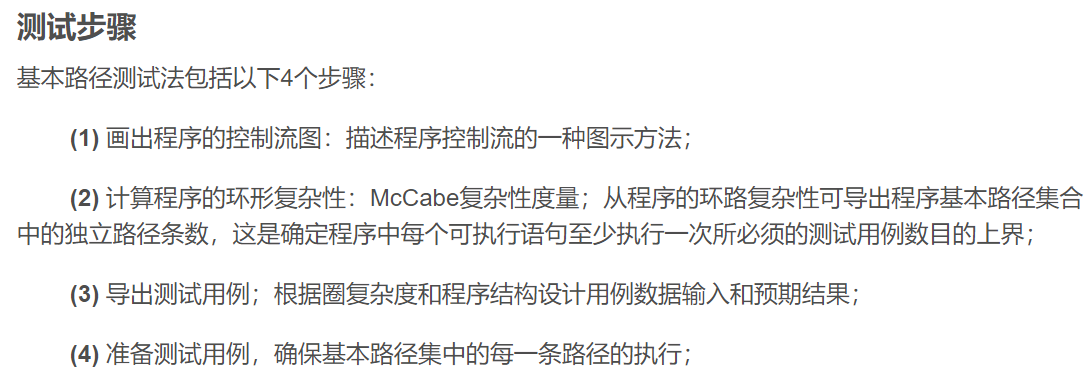 测试步骤
基本路径测试法包括以下4个步骤：
(1) 画出程序的控制流图：描述程序控制流的一种图示方法；
(2) 计算程序的环形复杂性：McCabe复杂性度量；从程序的环路复杂性可导出程序基本路径集合
中的独立路径条数，这是确定程序中每个可执行语句至少执行一次所必须的测试用例数目的上界；
(3) 导出测试用例；根据圈复杂度和程序结构设计用例数据输入和预期结果；
(4) 准备测试用例，确保基本路径集中的每一条路径的执行；